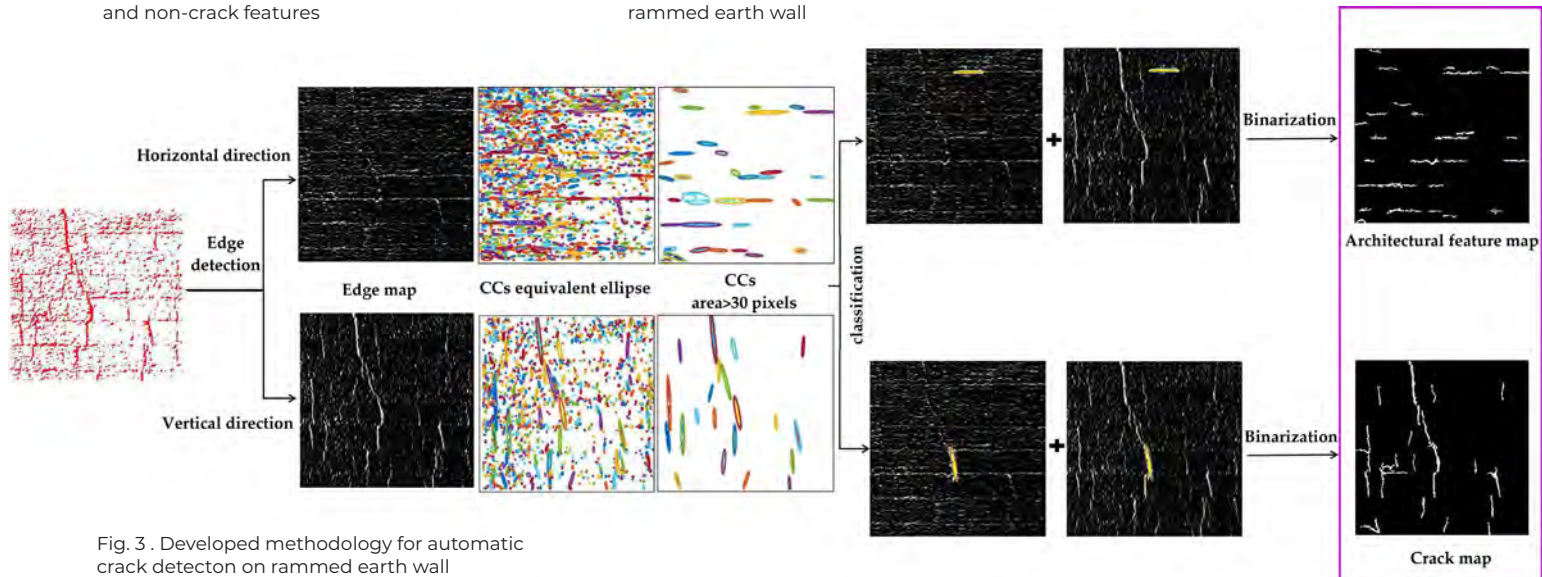 and non-crack features
rammed earth wall
Horizontal direction
Edge
detection
Vertical direction
Edge map
CCs equivalent ellipse
CCs
area>30 pixels
classification
Binarization
Architectural feature map
Binarization
Crack map
Fig. 3 . Developed methodology for automatic
crack detecton on rammed earth wall